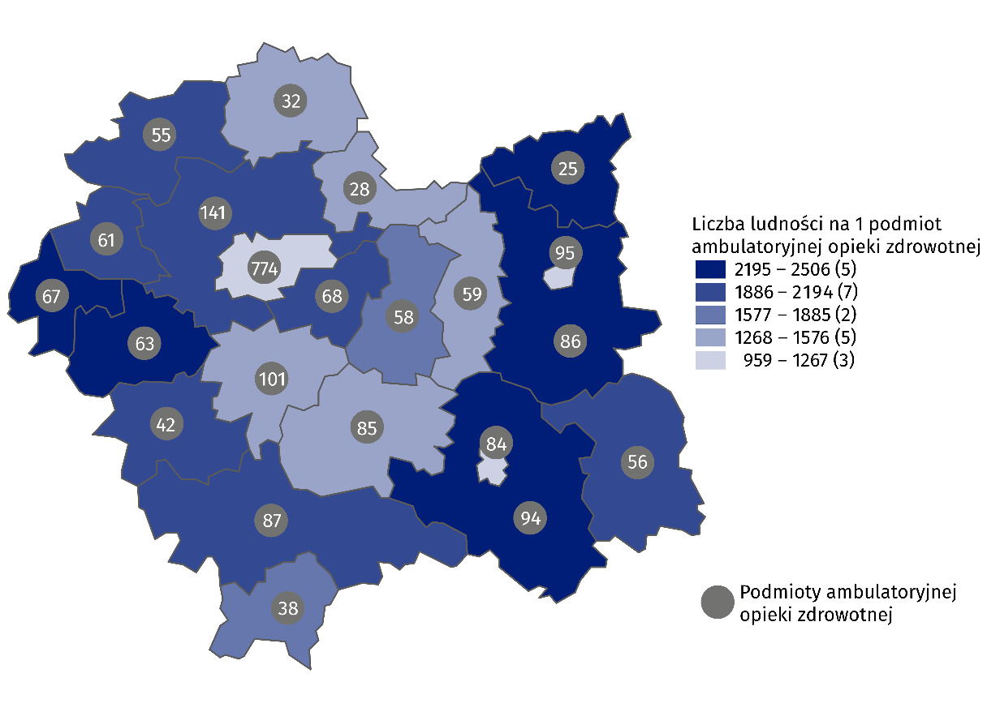 32
55
25
28
141
61
95
774
59
67
68
58
63
86
101
42
85
84
56
87
94
38
Liczba ludności na 1 podmiot
ambulatoryjnej opieki zdrowotnej
2195 – 2506 (5)
1886 – 2194 (7)
1577 – 1885 (2)
1268 – 1576 (5)
959 – 1267 (3)
Podmioty ambulatoryjnej
opieki zdrowotnej